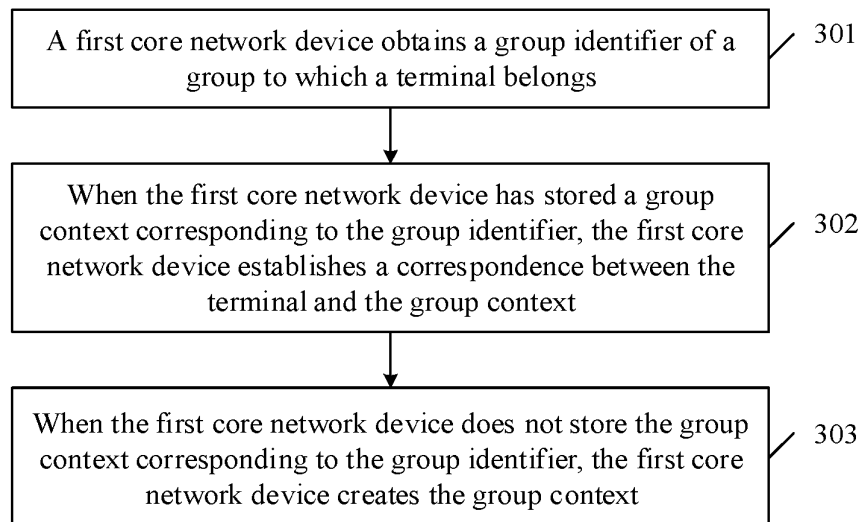 A first core network device obtains a group identifier of a
group to which a terminal belongs
301
When the first core network device has stored a group
context corresponding to the group identifier, the first core
network device establishes a correspondence between the
terminal and the group context
302
When the first core network device does not store the group
context corresponding to the group identifier, the first core
network device creates the group context
303